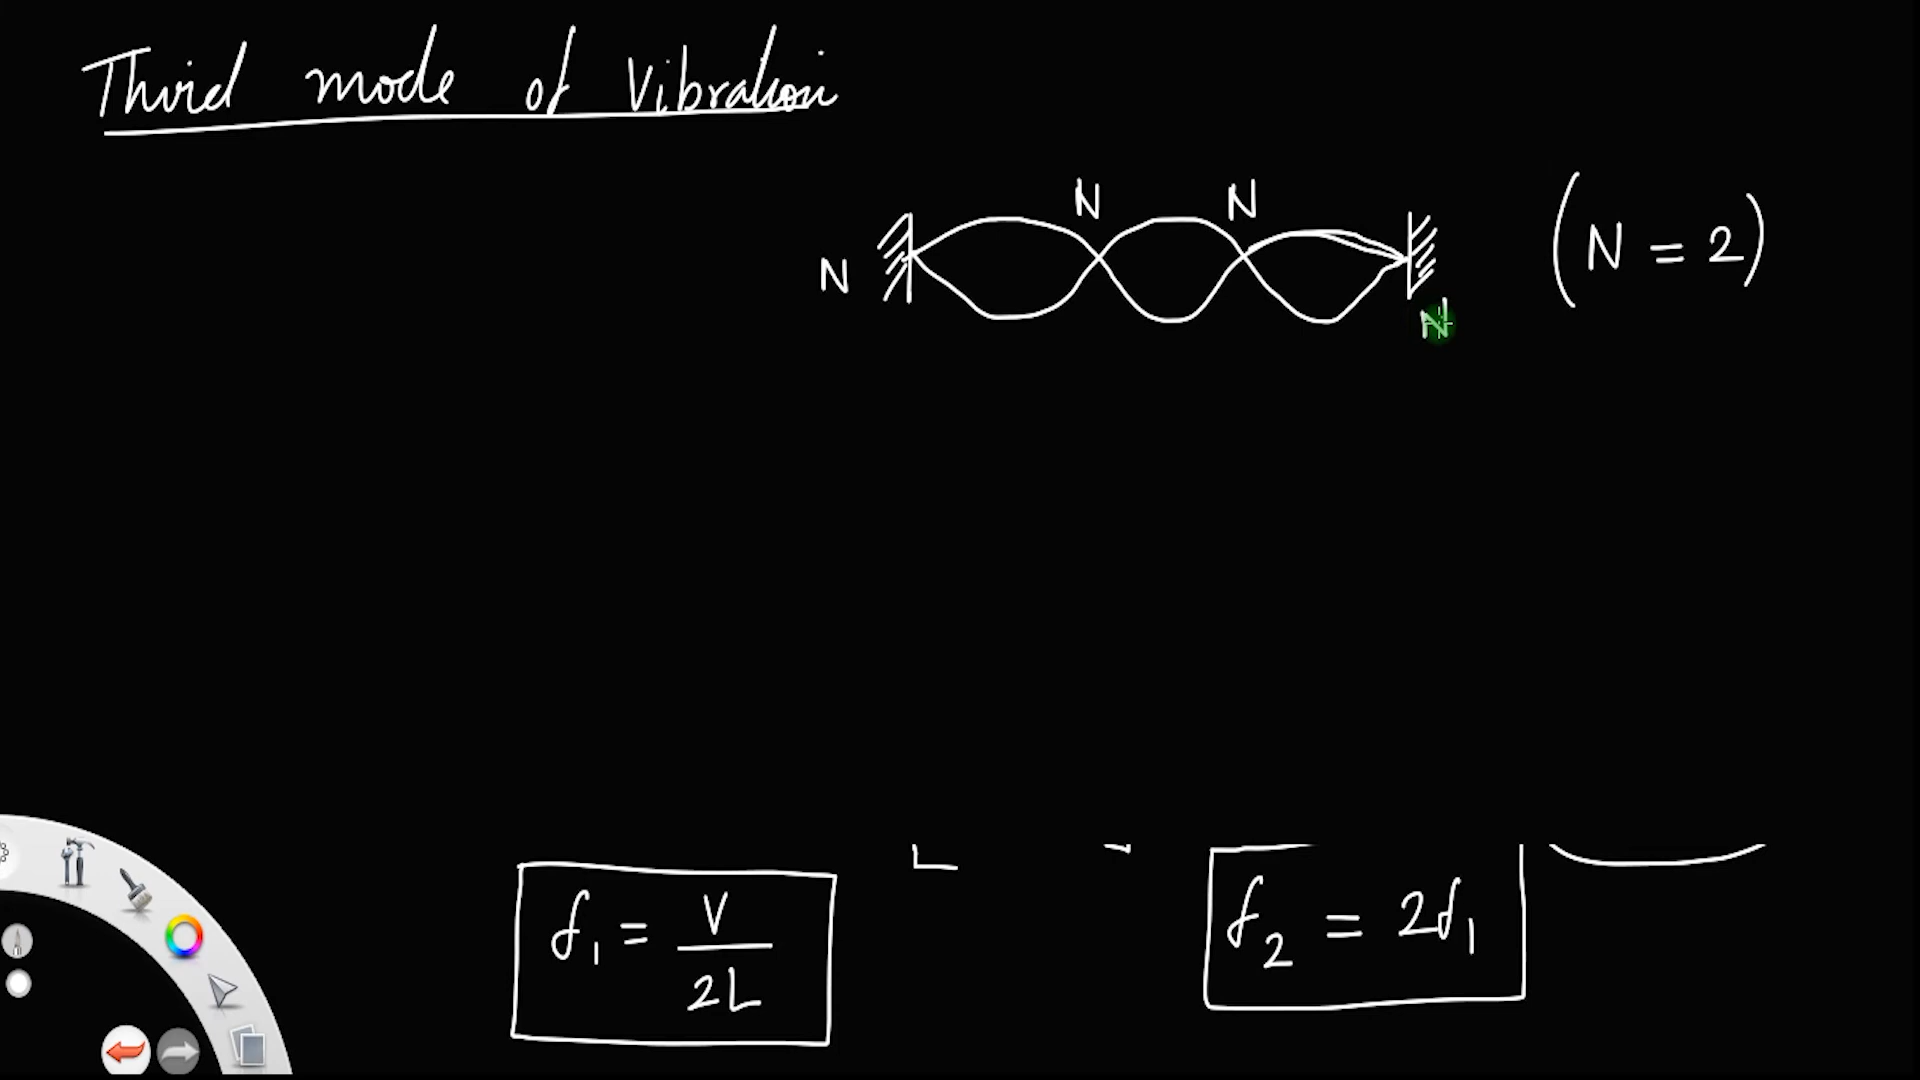 Third mode of Vibration
N N
N
(N = 2)
N
f₁ = V / 2L
f₂ = 2f₁